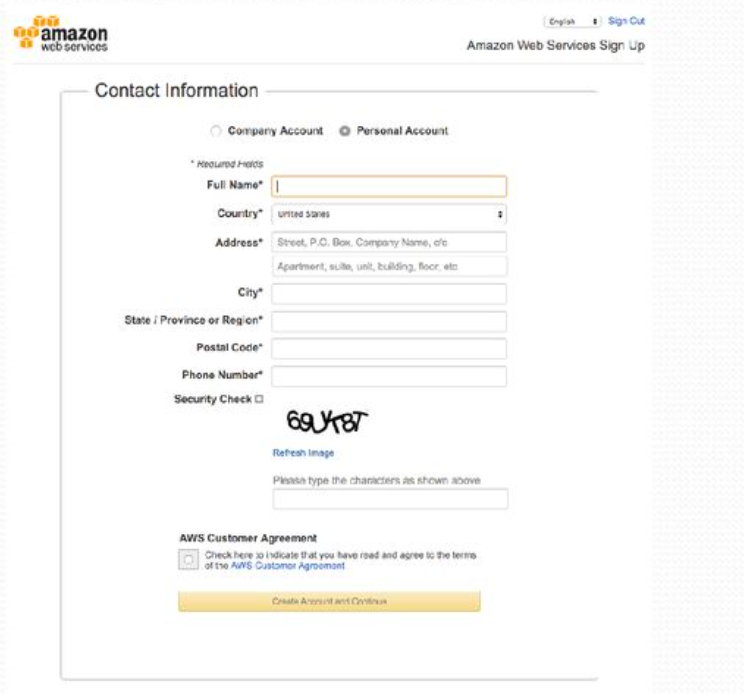 amazon
web services
English
Sign Out
Amazon Web Services Sign Up
Contact Information
Company Account
Personal Account
* Required Fields
Full Name*
Country*
United States
Address*
Street, P.O. Box, Company Name, c/o
Apartment, suite, unit, building, floor, etc
City*
State / Province or Region*
Postal Code*
Phone Number*
Security Check
Refresh Image
Please type the characters as shown above
AWS Customer Agreement
Check here to indicate that you have read and agree to the terms
of the AWS Customer Agreement
Create Account and Continue